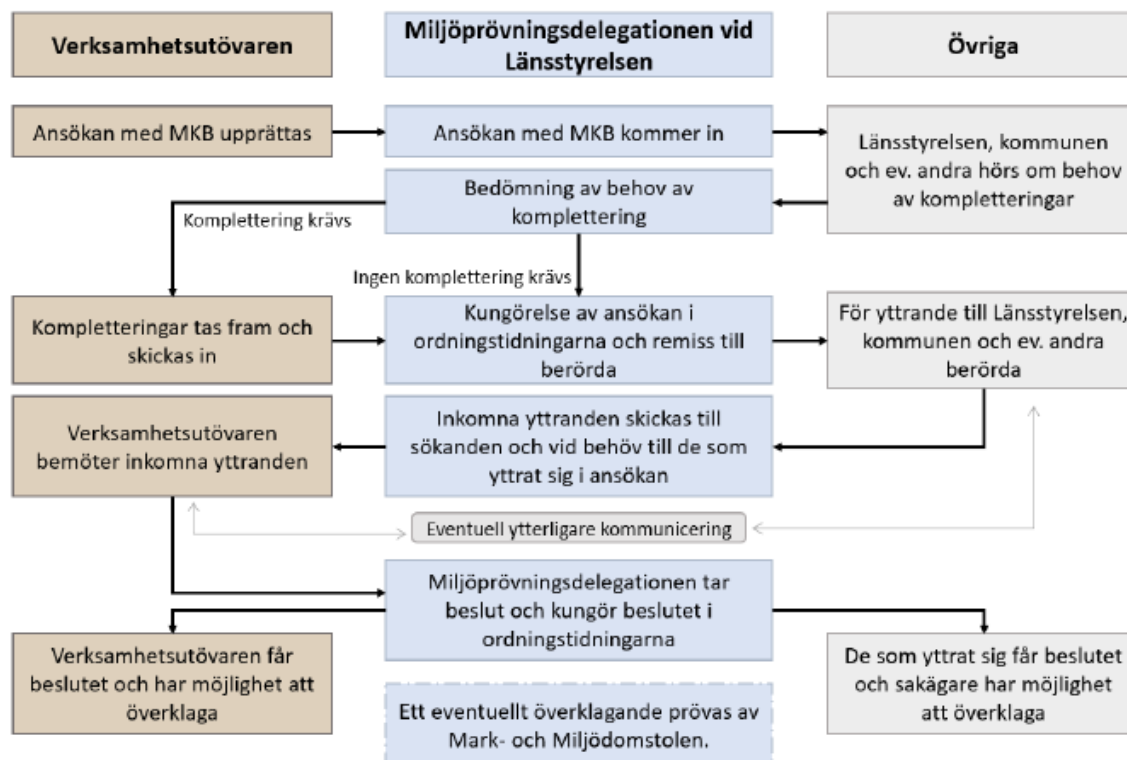 Verksamhetsutövaren
Miljöprövningsdelegationen vid
Länsstyrelsen
Övriga
Ansökan med MKB upprättas
Ansökan med MKB kommer in
Länsstyrelsen, kommunen
och ev. andra hörs om behov
av kompletteringar
Bedömning av behov av
komplettering
Komplettering krävs
Ingen komplettering krävs
Kompletteringar tas fram och
skickas in
Kungörelse av ansökan i
ordningstidningarna och remiss till
berörda
För yttrande till Länsstyrelsen,
kommunen och ev. andra
berörda
Inkomna yttranden skickas till
sökanden och vid behöv till de som
yttrat sig i ansökan
Verksamhetsutövaren
bemöter inkomna yttranden
Eventuell ytterligare kommunicering
Miljöprövningsdelegationen tar
beslut och kungör beslutet i
ordningstidningarna
Verksamhetsutövaren får
beslutet och har möjlighet att
överklaga
De som yttrat sig får beslutet
och sakägare har möjlighet
att överklaga
Ett eventuellt överklagande prövas av
Mark- och Miljödomstolen.